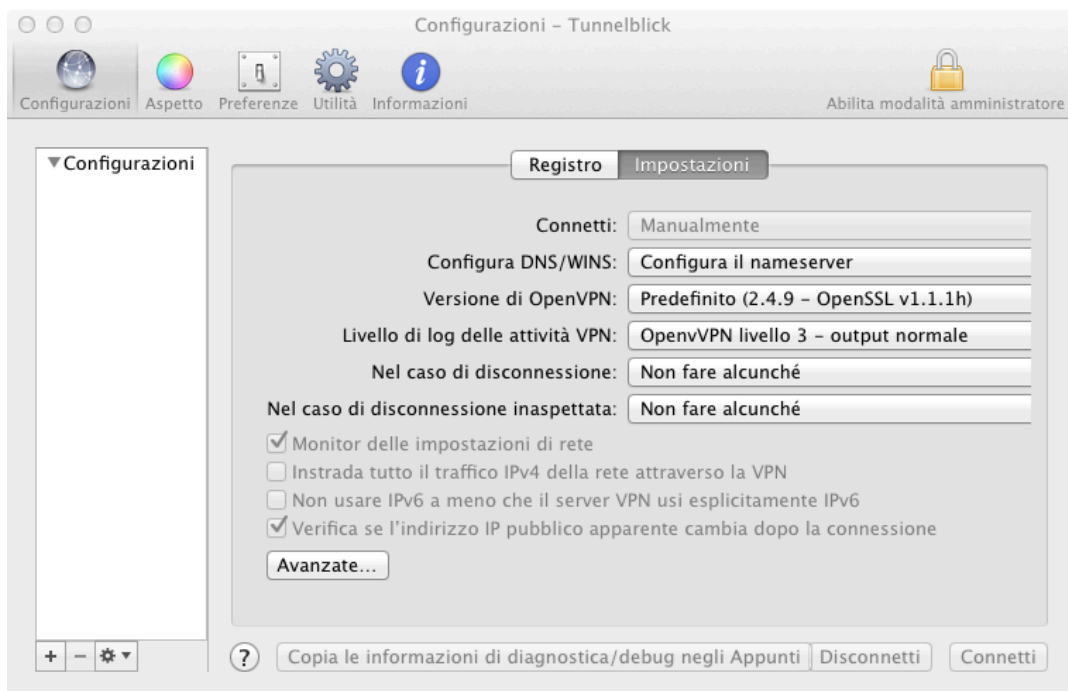 Configurazioni – Tunnelblick
Configurazioni Aspetto Preferenze Utilità Informazioni Abilita modalità amministratore
Configurazioni
Registro Impostazioni
Connetti: Manualmente
Configura DNS/WINS: Configura il nameserver
Versione di OpenVPN: Predefinito (2.4.9 – OpenSSL v1.1.1h)
Livello di log delle attività VPN: OpenvVPN livello 3 – output normale
Nel caso di disconnessione: Non fare alcunché
Nel caso di disconnessione inaspettata: Non fare alcunché
Monitor delle impostazioni di rete
Instrada tutto il traffico IPv4 della rete attraverso la VPN
Non usare IPv6 a meno che il server VPN usi esplicitamente IPv6
Verifica se l'indirizzo IP pubblico apparente cambia dopo la connessione
Avanzate...
+ − ? Copia le informazioni di diagnostica/debug negli Appunti Disconnetti Connetti